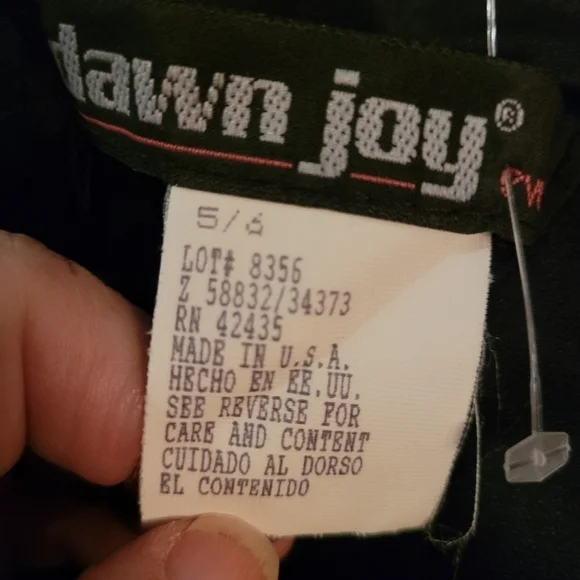 dawn joy®
PW
5/6
LOT# 8356
Z 58832/34373
RN 42435
MADE IN U.S.A.
HECHO EN EE.UU.
SEE REVERSE FOR
CARE AND CONTENT
CUIDADO AL DORSO
EL CONTENIDO